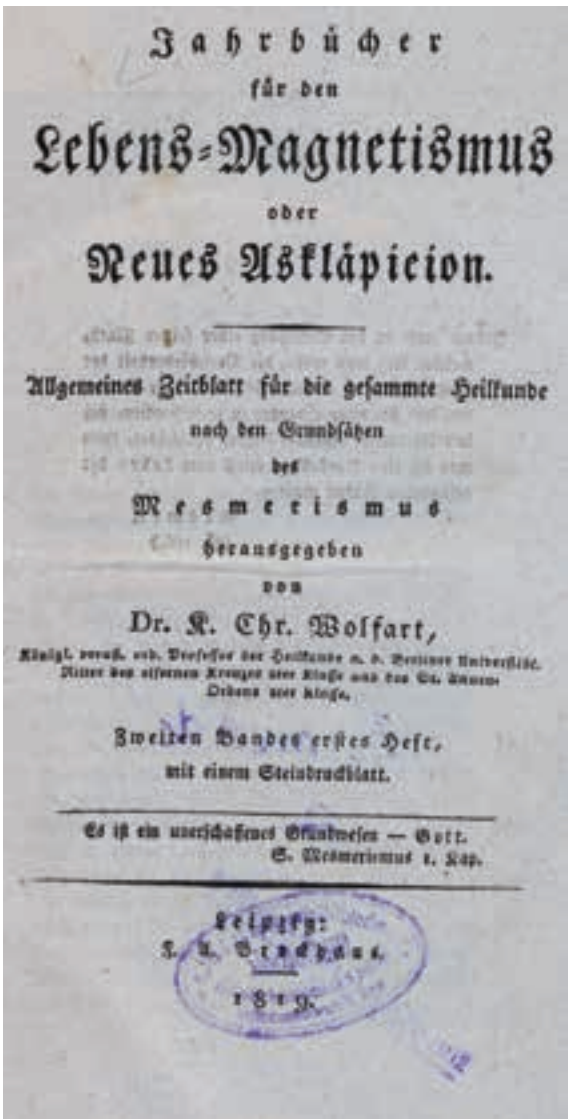 Jahrbücher
für den
Lebens-Magnetismus
oder
Neues Askläpieion.
Allgemeines Zeitblatt für die gesammte Heilkunde
nach den Grundsätzen
des
Mesmerismus
herausgegeben
von
Dr. K. Chr. Wolfart,
Königl. preuß. ord. Professor der Heilkunde a. d. Berliner Universität,
Ritter des eisernen Kreuzes 2ter Klasse und des St. Annen-
Ordens 2ter Klasse.
Zweiten Bandes erstes Heft,
mit einem Steindruckblatt.
Es ist ein unerschaffenes Grundwesen — Gott.
S. Mesmerismus 1. Kap.
Leipzig:
F. A. Brockhaus.
1819.